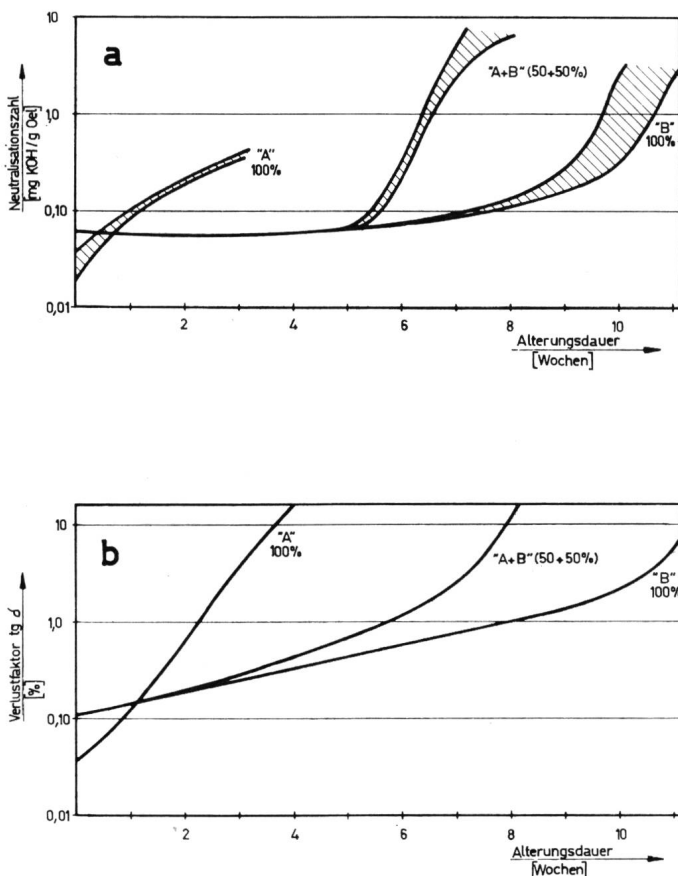 a
10
1,0
0,10
0,01
Neutralisationszahl
[mg KOH / g Oel]
"A"
100%
"A+B" (50+50%)
"B"
100%
2
4
6
8
10
Alterungsdauer
[Wochen]
b
10
1,0
0,10
0,01
Verlustfaktor tg δ
[%]
"A"
100%
"A+B" (50+50%)
"B"
100%
2
4
6
8
10
Alterungsdauer
[Wochen]